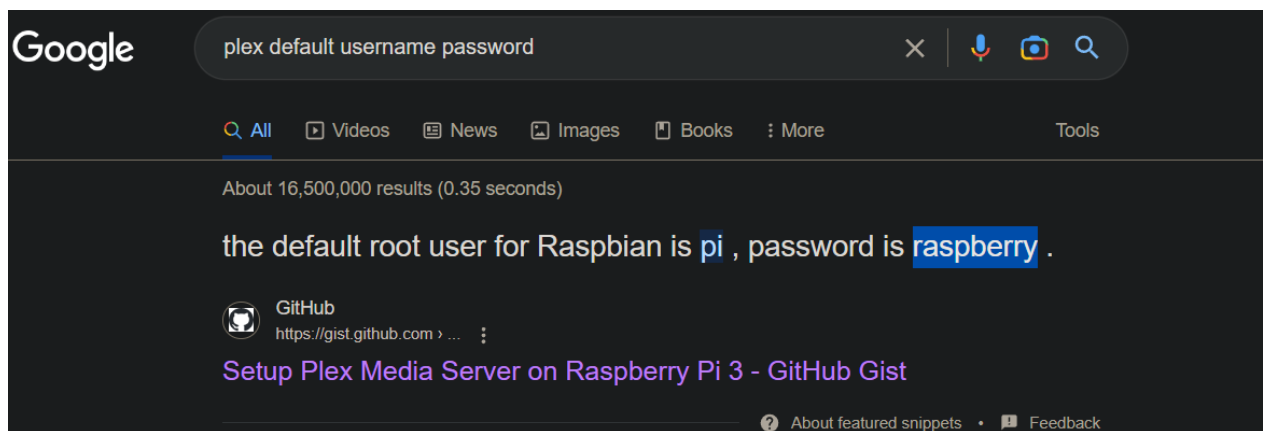 Google plex default username password
All Videos News Images Books More Tools
About 16,500,000 results (0.35 seconds)
the default root user for Raspbian is pi , password is raspberry .
GitHub
https://gist.github.com › ...
Setup Plex Media Server on Raspberry Pi 3 - GitHub Gist
About featured snippets • Feedback